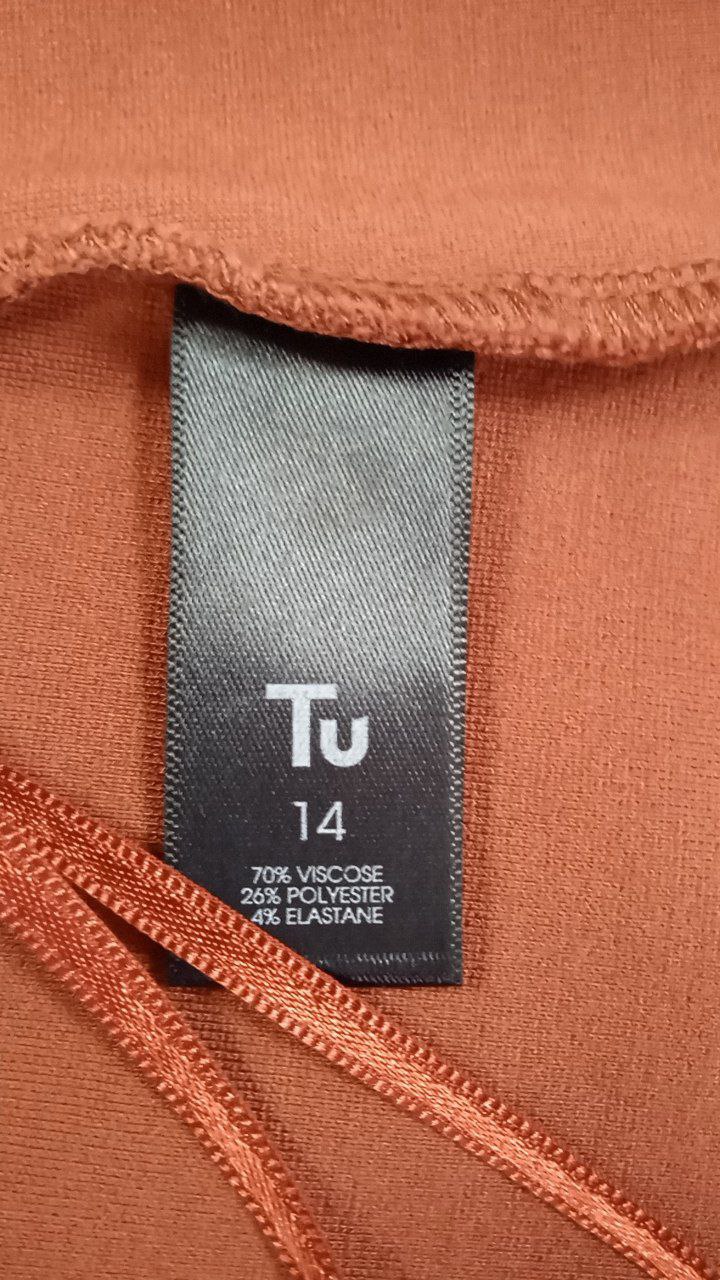 Tu
14
70% VISCOSE
26% POLYESTER
4% ELASTANE